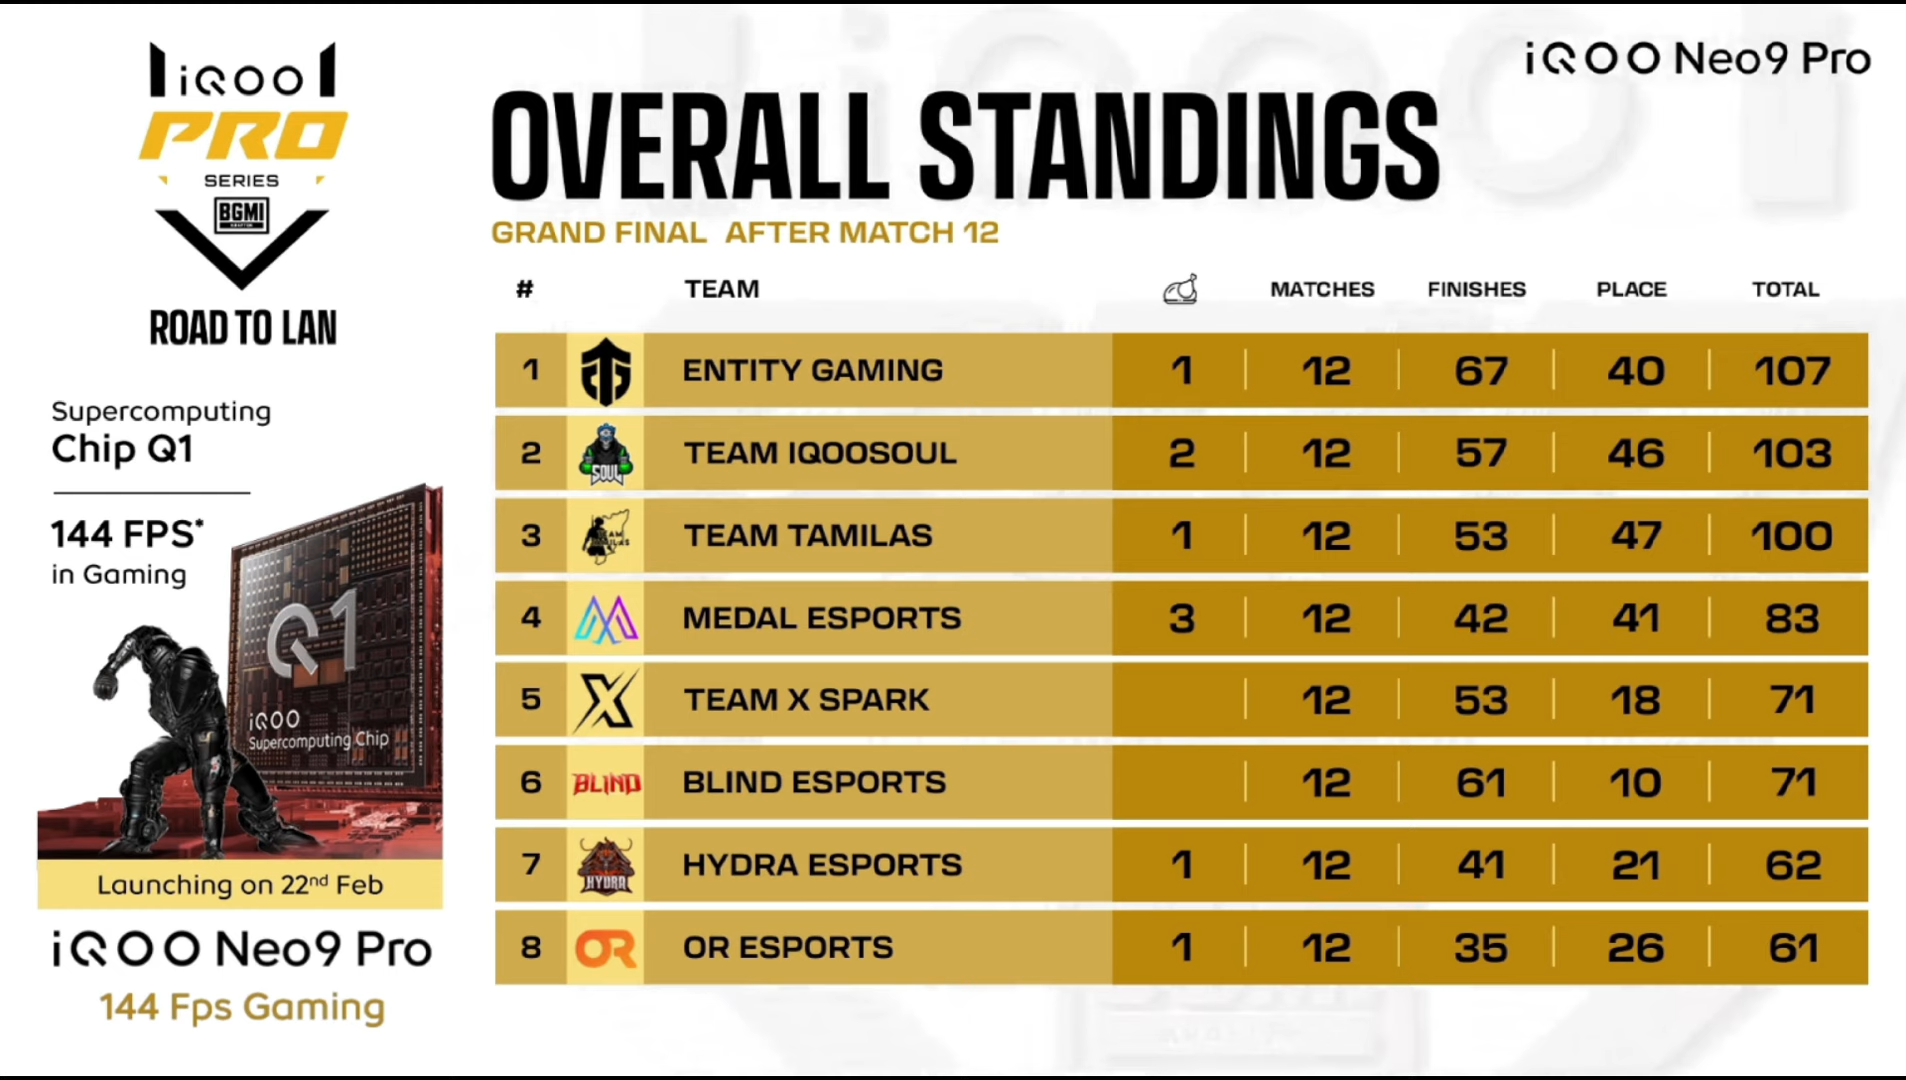 iQOO
PRO
SERIES
BGMI
ROAD TO LAN
Supercomputing
Chip Q1
144 FPS*
in Gaming
Q1
iQOO
Supercomputing Chip
Launching on 22nd Feb
iQOO Neo9 Pro
144 Fps Gaming
iQOO Neo9 Pro
OVERALL STANDINGS
GRAND FINAL AFTER MATCH 12
# TEAM MATCHES FINISHES PLACE TOTAL
1 ENTITY GAMING 1 12 67 40 107
2 SOUL TEAM IQOOSOUL 2 12 57 46 103
3 TEAM TAMILAS 1 12 53 47 100
4 MEDAL ESPORTS 3 12 42 41 83
5 X TEAM X SPARK 12 53 18 71
6 BLIND BLIND ESPORTS 12 61 10 71
7 HYDRA HYDRA ESPORTS 1 12 41 21 62
8 OR OR ESPORTS 1 12 35 26 61